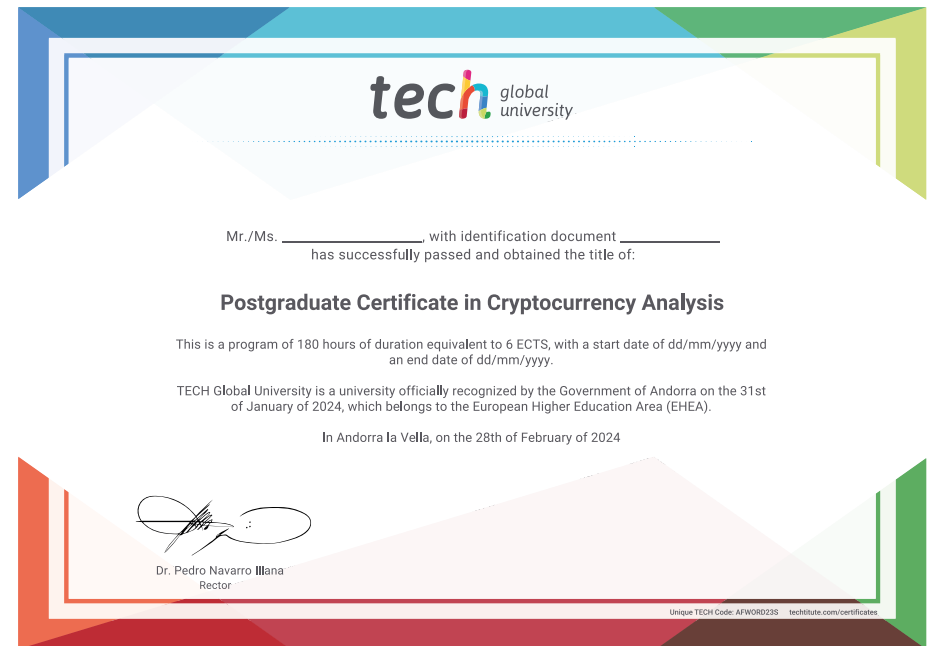 tech global university
Mr./Ms. ____________________, with identification document ______________
has successfully passed and obtained the title of:
Postgraduate Certificate in Cryptocurrency Analysis
This is a program of 180 hours of duration equivalent to 6 ECTS, with a start date of dd/mm/yyyy and
an end date of dd/mm/yyyy.
TECH Global University is a university officially recognized by the Government of Andorra on the 31st
of January of 2024, which belongs to the European Higher Education Area (EHEA).
In Andorra la Vella, on the 28th of February of 2024
Dr. Pedro Navarro Illana
Rector
Unique TECH Code: AFWORD23S techtitute.com/certificates